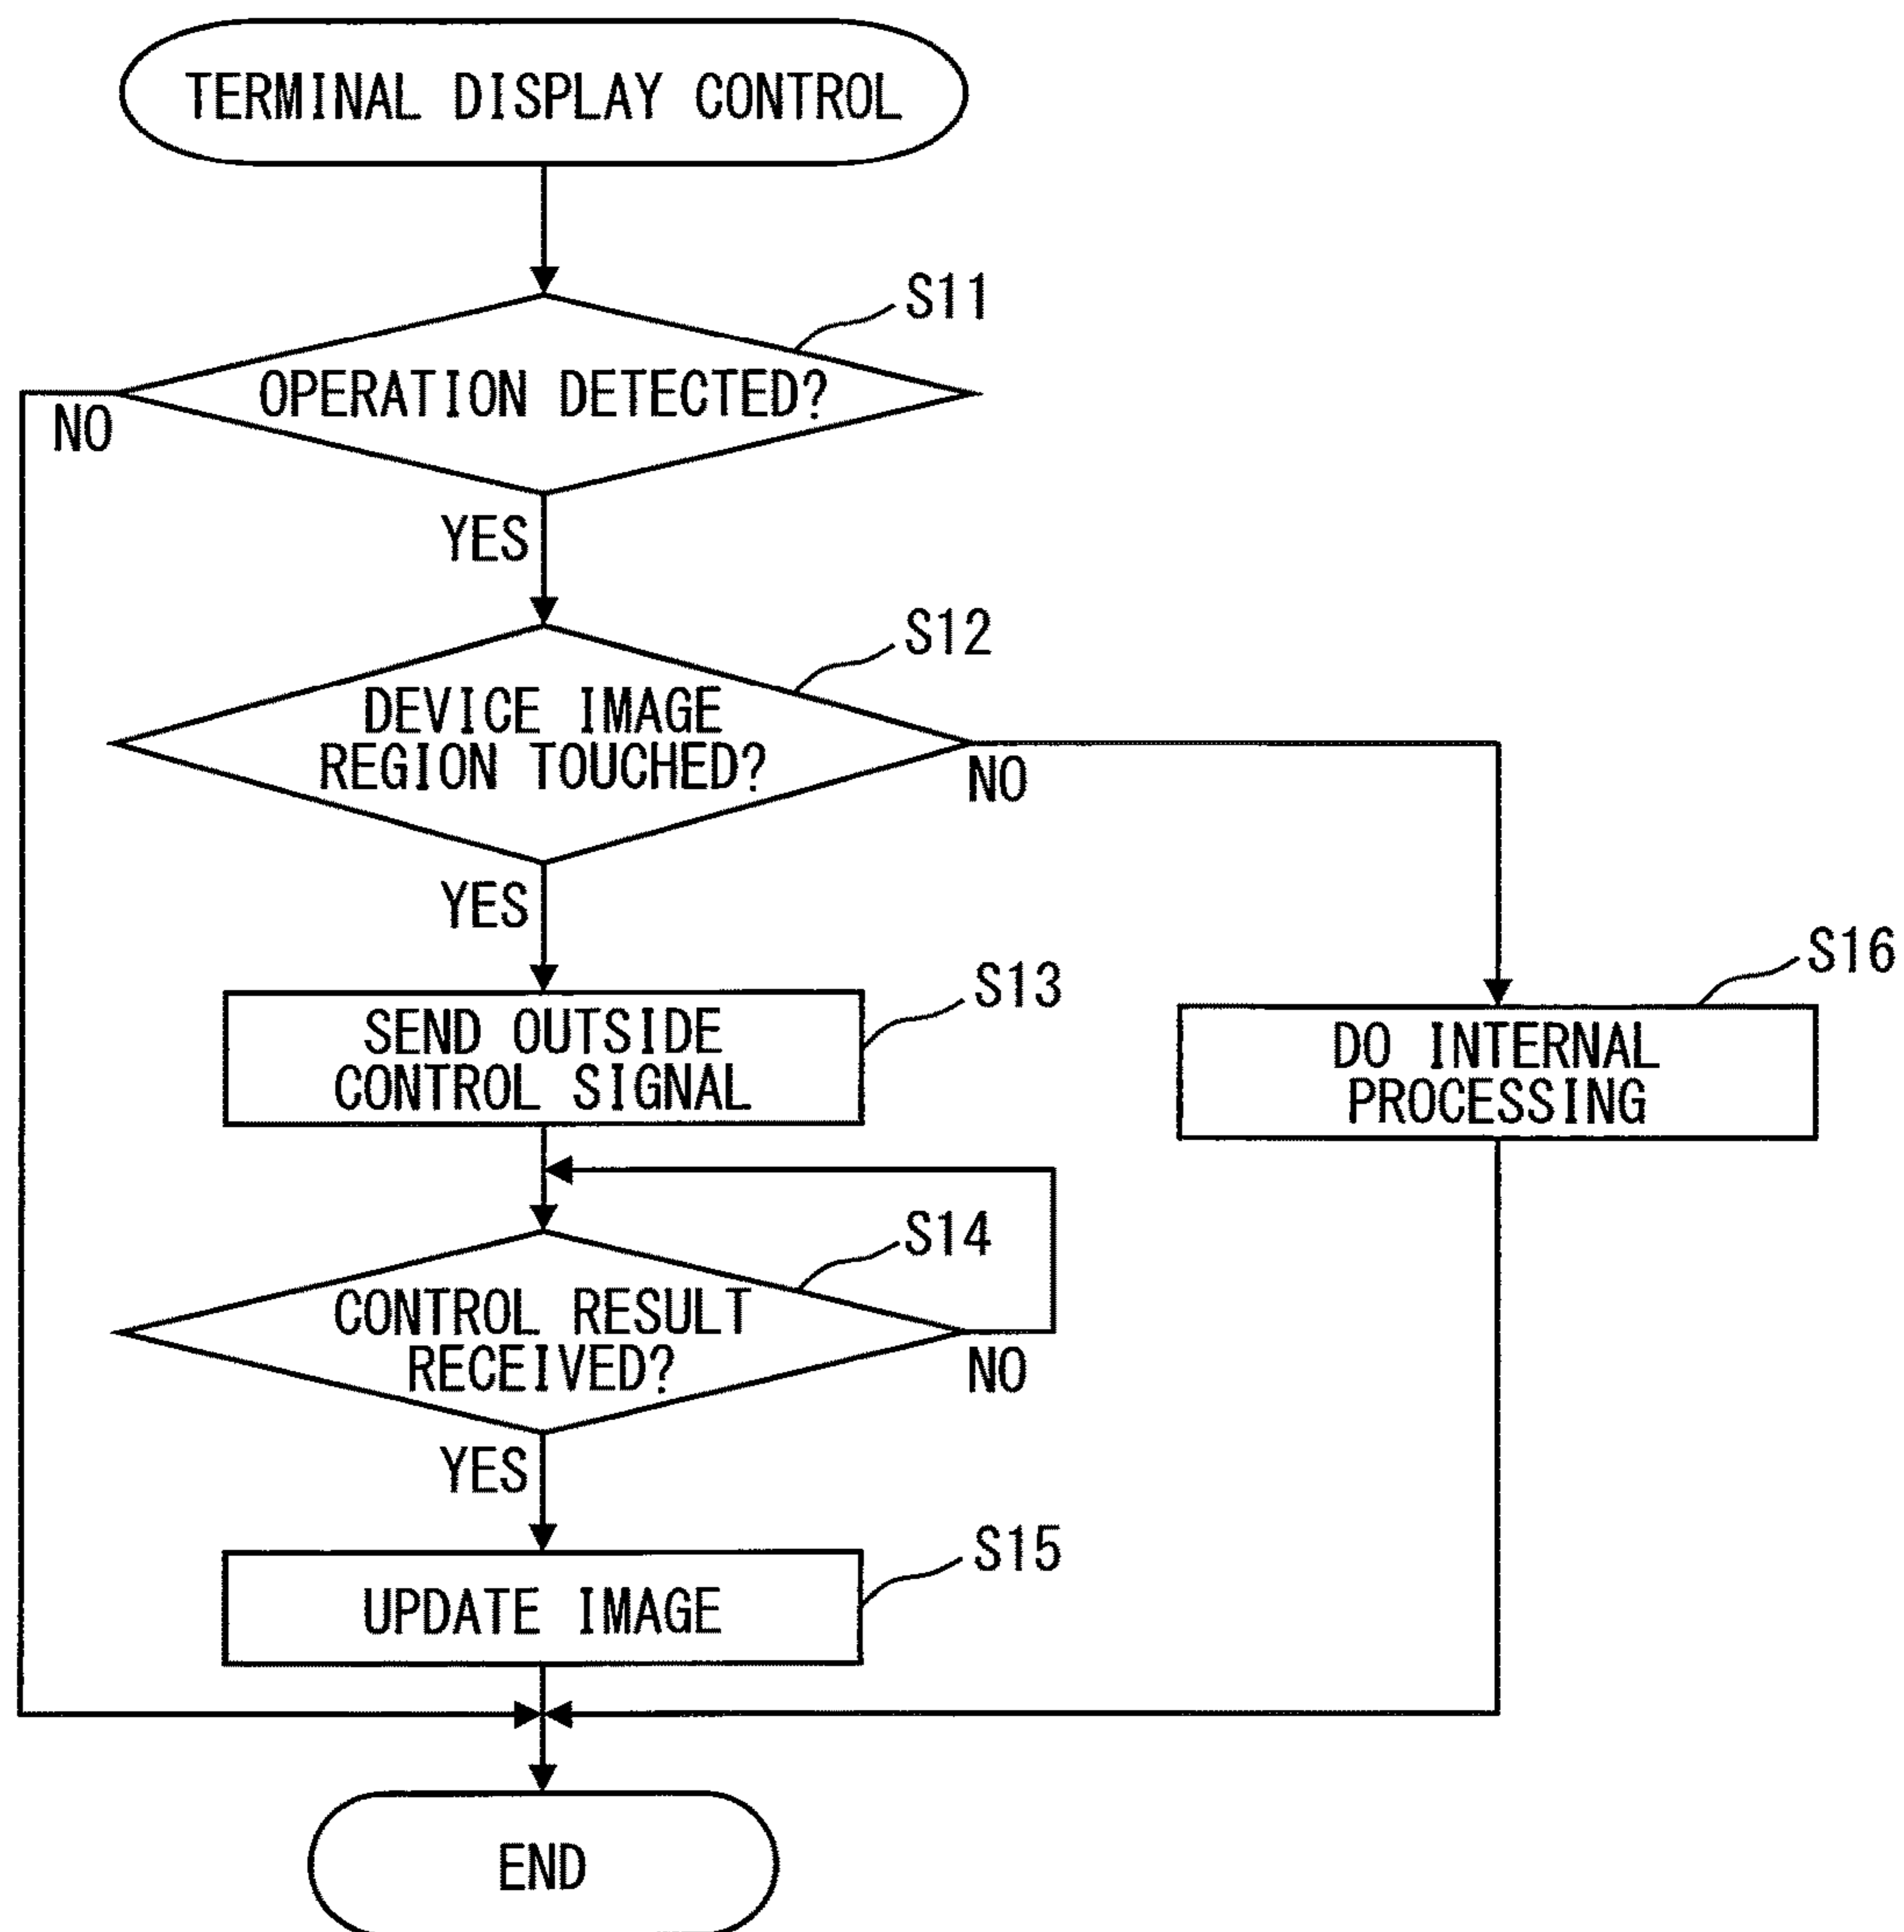 TERMINAL DISPLAY CONTROL
S11
OPERATION DETECTED?
NO
YES
S12
DEVICE IMAGE
REGION TOUCHED?
NO
YES
S13
SEND OUTSIDE
CONTROL SIGNAL
S16
DO INTERNAL
PROCESSING
S14
CONTROL RESULT
RECEIVED?
NO
YES
S15
UPDATE IMAGE
END